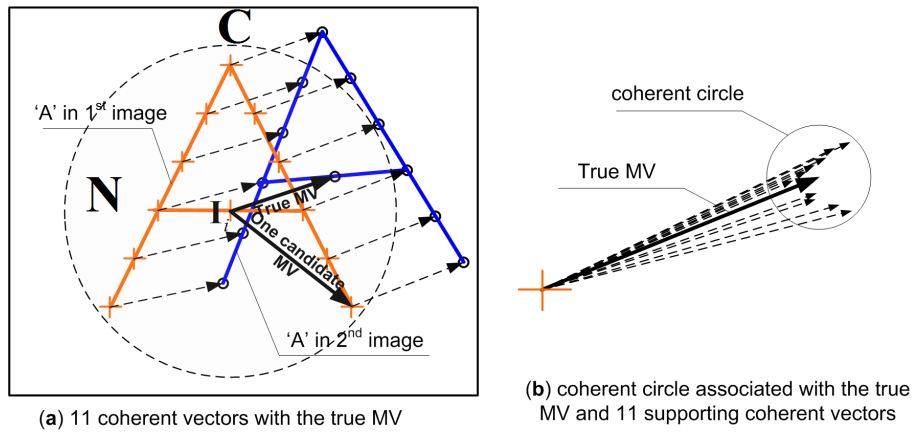 C
'A' in 1st image
N
I
True MV
One candidate
MV
'A' in 2nd image
(a) 11 coherent vectors with the true MV
coherent circle
True MV
(b) coherent circle associated with the true
MV and 11 supporting coherent vectors